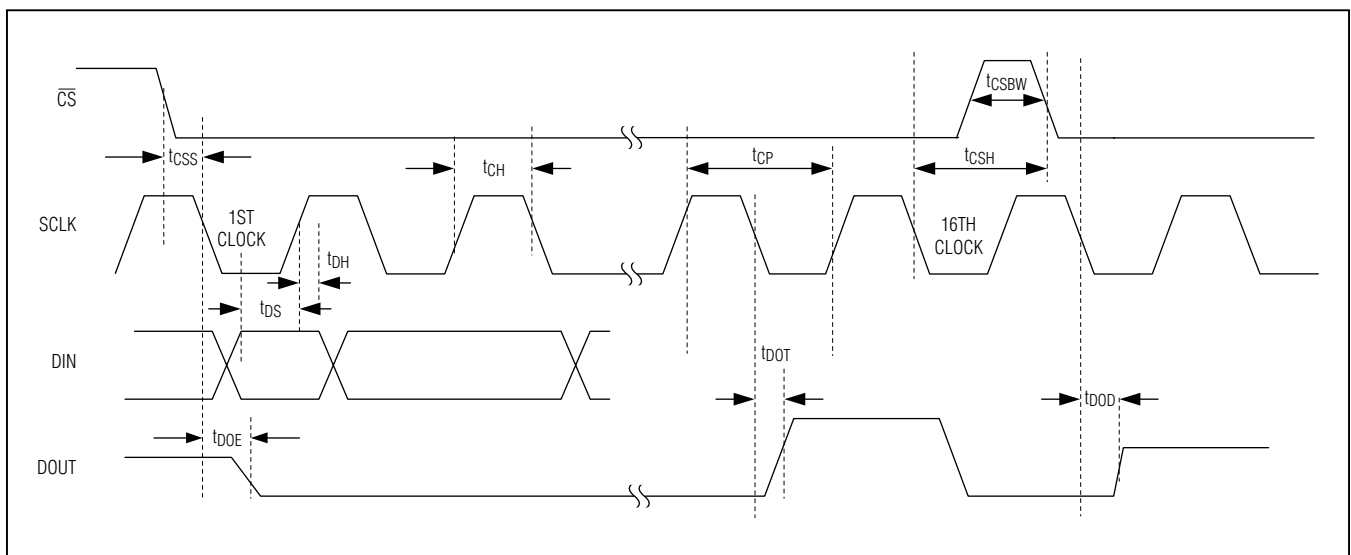 CS
tCSBW
tCSS
tCH
tCP
tCSH
SCLK
1ST
CLOCK
16TH
CLOCK
tDH
tDS
DIN
tDOT
tDOD
tDOE
DOUT